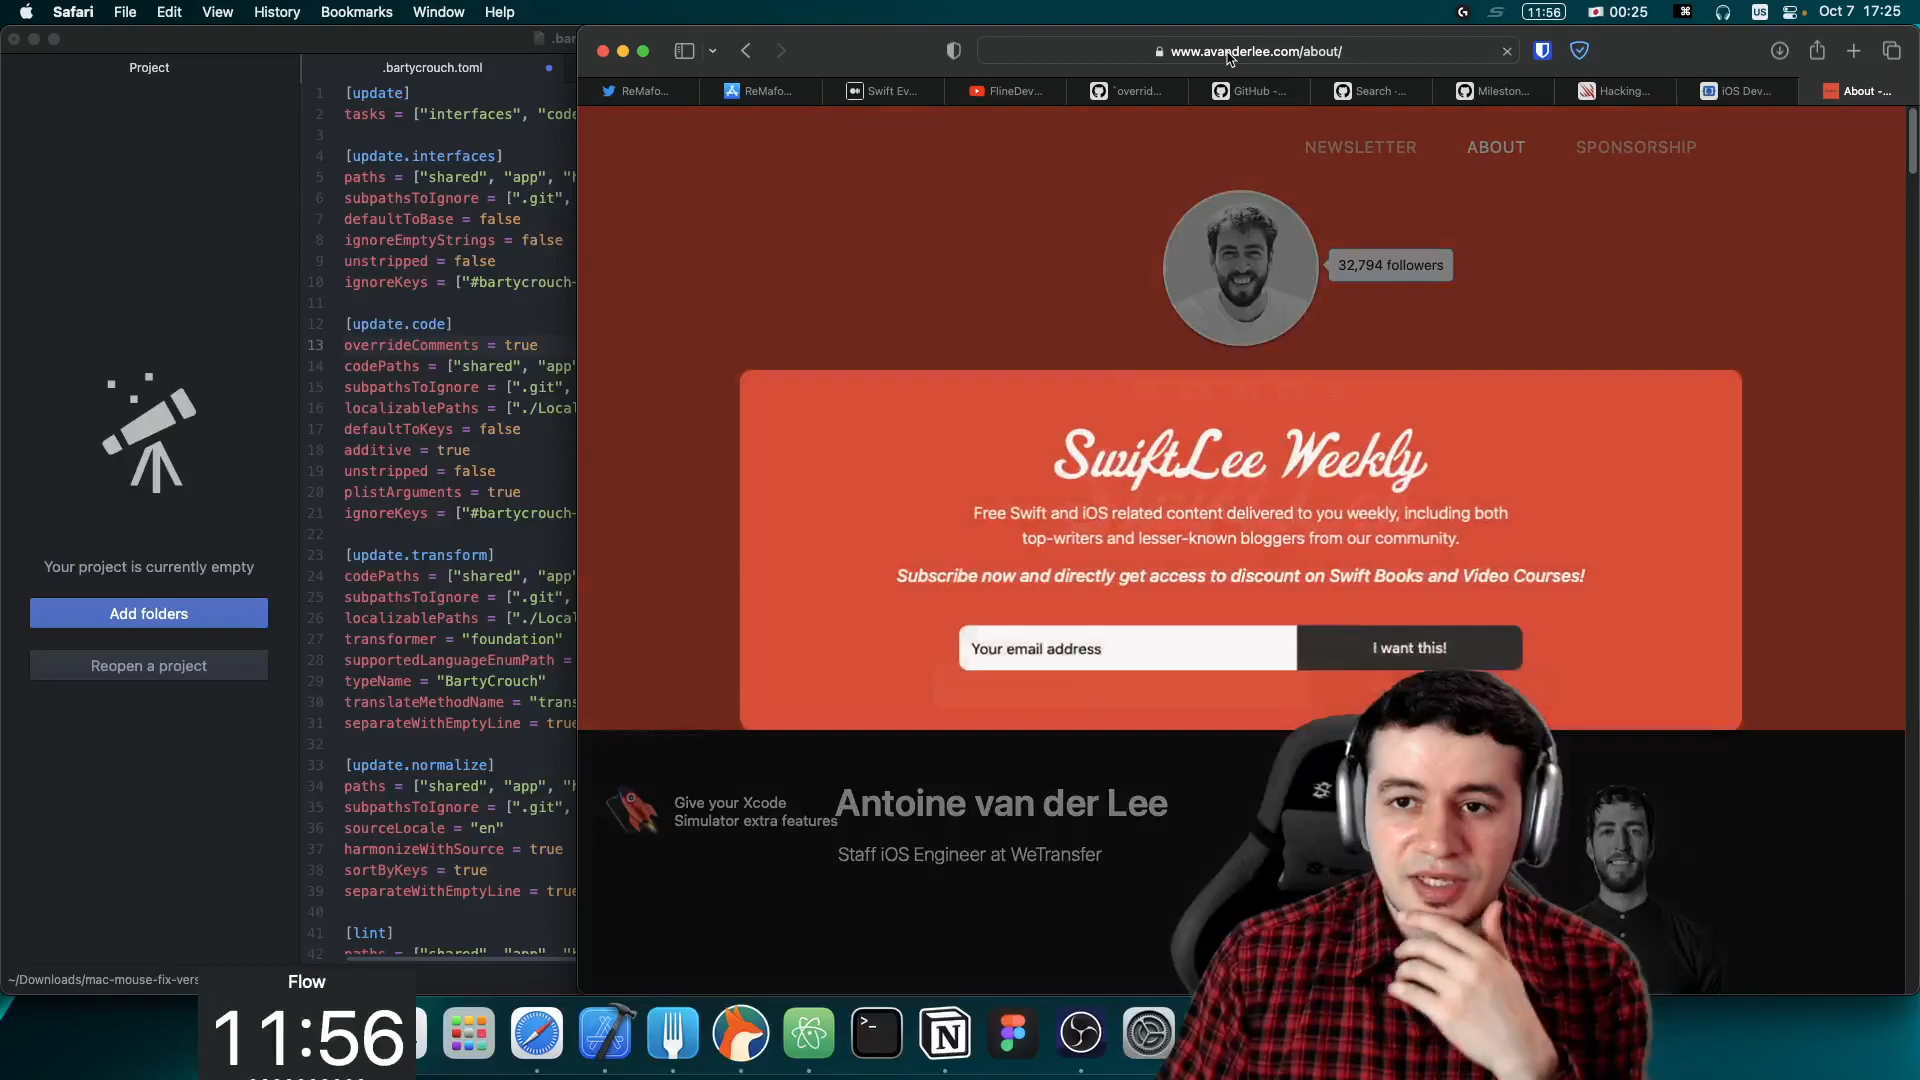 Safari File Edit View History Bookmarks Window Help
11:56 00:25 US Oct 7 17:25
Project
.bartycrouch.toml
1 [update]
2 tasks = ["interfaces", "code
3
4 [update.interfaces]
5 paths = ["shared", "app", "h
6 subpathsToIgnore = [".git",
7 defaultToBase = false
8 ignoreEmptyStrings = false
9 unstripped = false
10 ignoreKeys = ["#bartycrouch-
11
12 [update.code]
13 overrideComments = true
14 codePaths = ["shared", "app"
15 subpathsToIgnore = [".git",
16 localizablePaths = ["./Loca
17 defaultToKeys = false
18 additive = true
19 unstripped = false
20 plistArguments = true
21 ignoreKeys = ["#bartycrouch-
22
23 [update.transform]
24 codePaths = ["shared", "app"
25 subpathsToIgnore = [".git",
26 localizablePaths = ["./Loca
27 transformer = "foundation"
28 supportedLanguageEnumPath =
29 typeName = "BartyCrouch"
30 translateMethodName = "trans
31 separateWithEmptyLine = true
32
33 [update.normalize]
34 paths = ["shared", "app", "h
35 subpathsToIgnore = [".git",
36 sourceLocale = "en"
37 harmonizeWithSource = true
38 sortByKeys = true
39 separateWithEmptyLine = true
40
41 [lint]
42 paths = ["shared", "app", "h
Your project is currently empty
Add folders
Reopen a project
~/Downloads/mac-mouse-fix-vers
Flow
11:56
.bar
www.avanderlee.com/about/
ReMafo... ReMafo... Swift Ev... FlineDev... `overrid... GitHub -... Search ·... Mileston... Hacking... iOS Dev... About -...
NEWSLETTER ABOUT SPONSORSHIP
32,794 followers
SwiftLee Weekly
Free Swift and iOS related content delivered to you weekly, including both
top-writers and lesser-known bloggers from our community.
Subscribe now and directly get access to discount on Swift Books and Video Courses!
Your email address
I want this!
Give your Xcode
Simulator extra features
Antoine van der Lee
Staff iOS Engineer at WeTransfer